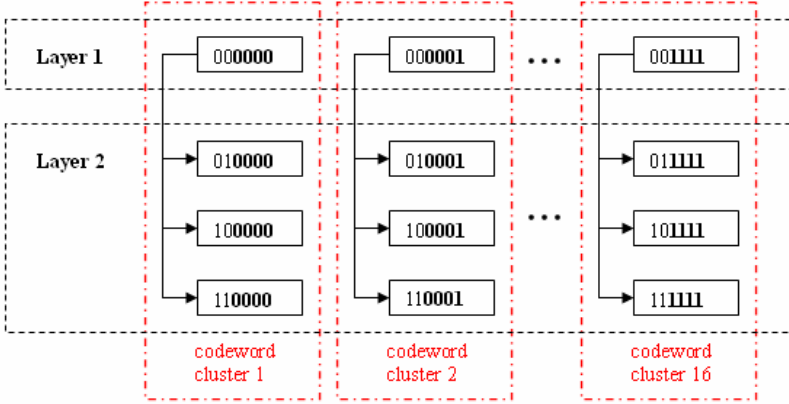 Layer 1 000000 000001 ... 001111
Layer 2 010000 010001 011111
100000 100001 ... 101111
110000 110001 111111
codeword codeword codeword
cluster 1 cluster 2 cluster 16